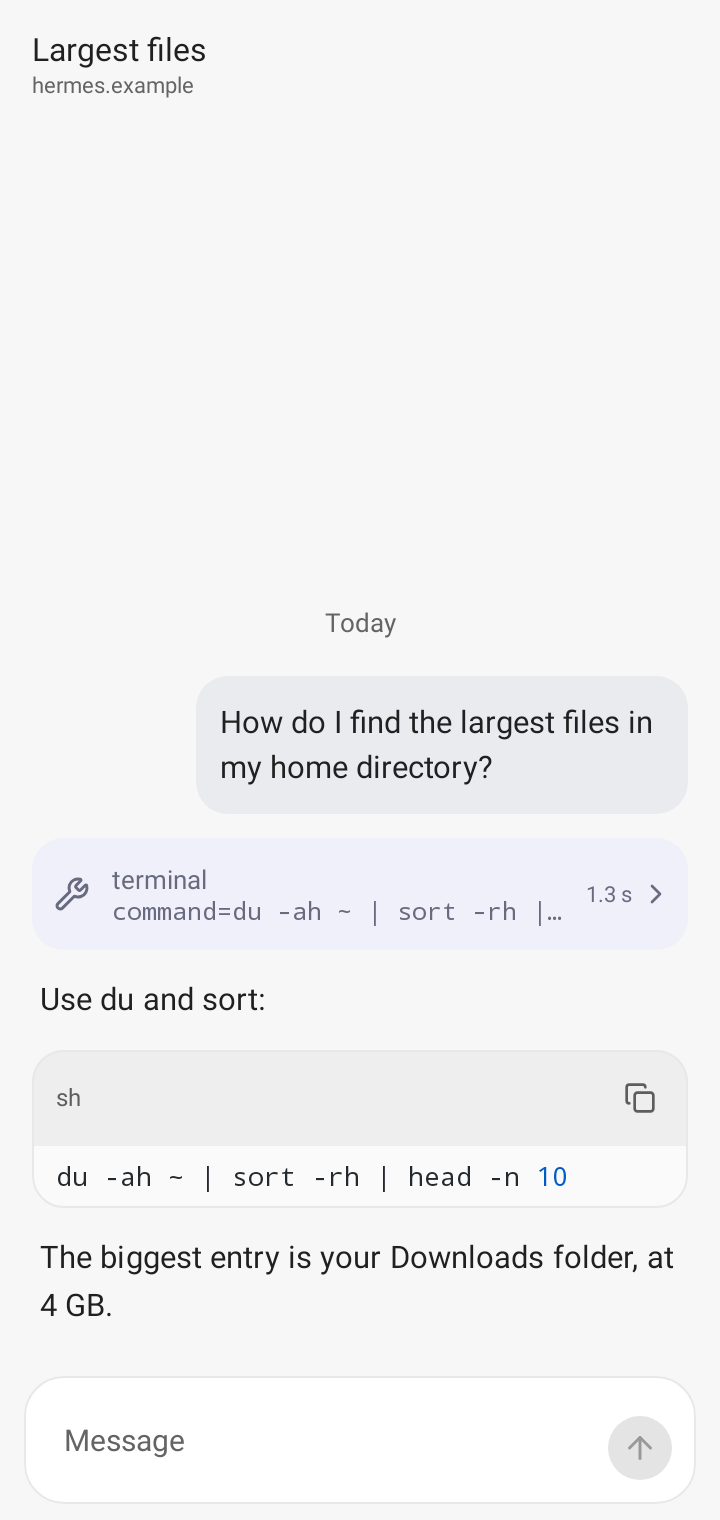 Largest files
hermes.example
Today
How do I find the largest files in
my home directory?
terminal
command=du -ah ~ | sort -rh |…
1.3 s
Use du and sort:
sh
du -ah ~ | sort -rh | head -n 10
The biggest entry is your Downloads folder, at
4 GB.
Message